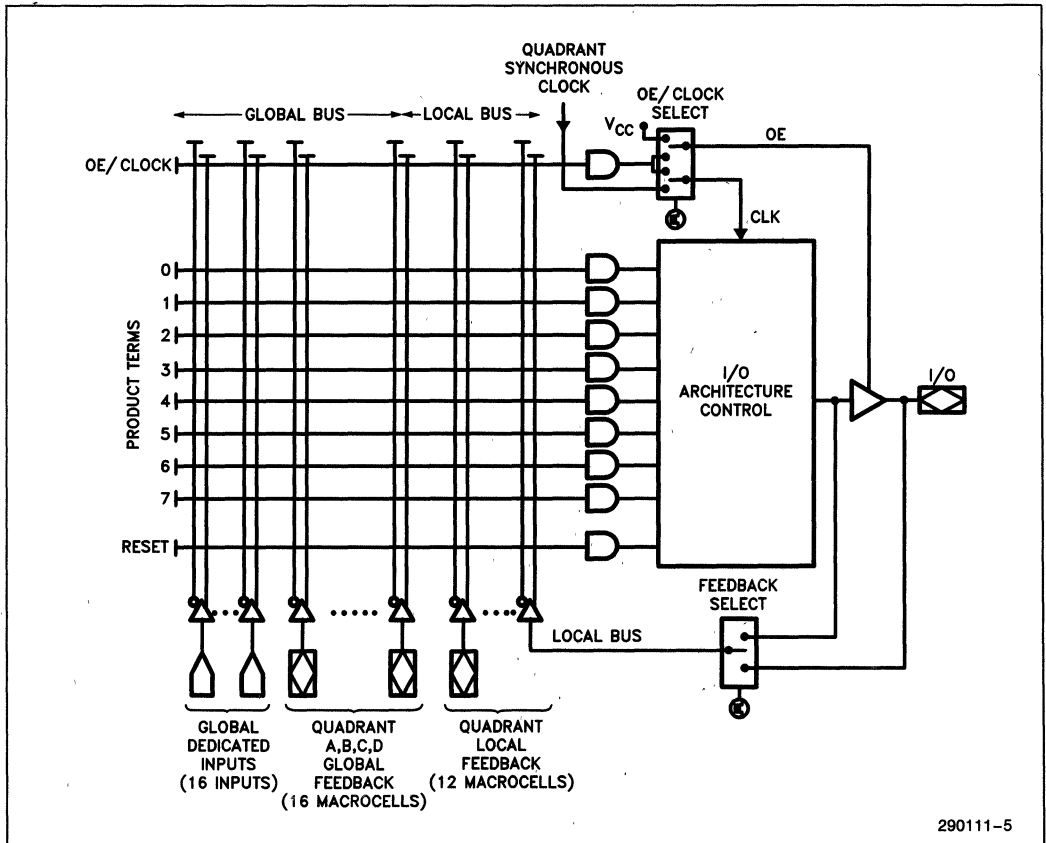 QUADRANT
SYNCHRONOUS
CLOCK
OE/CLOCK
SELECT
GLOBAL BUS
LOCAL BUS
VCC
OE
OE/CLOCK
CLK
PRODUCT TERMS
0
1
2
3
4
5
6
7
I/O
ARCHITECTURE
CONTROL
I/O
RESET
FEEDBACK
SELECT
LOCAL BUS
GLOBAL
DEDICATED
INPUTS
(16 INPUTS)
QUADRANT
A,B,C,D
GLOBAL
FEEDBACK
(16 MACROCELLS)
QUADRANT
LOCAL
FEEDBACK
(12 MACROCELLS)
290111-5